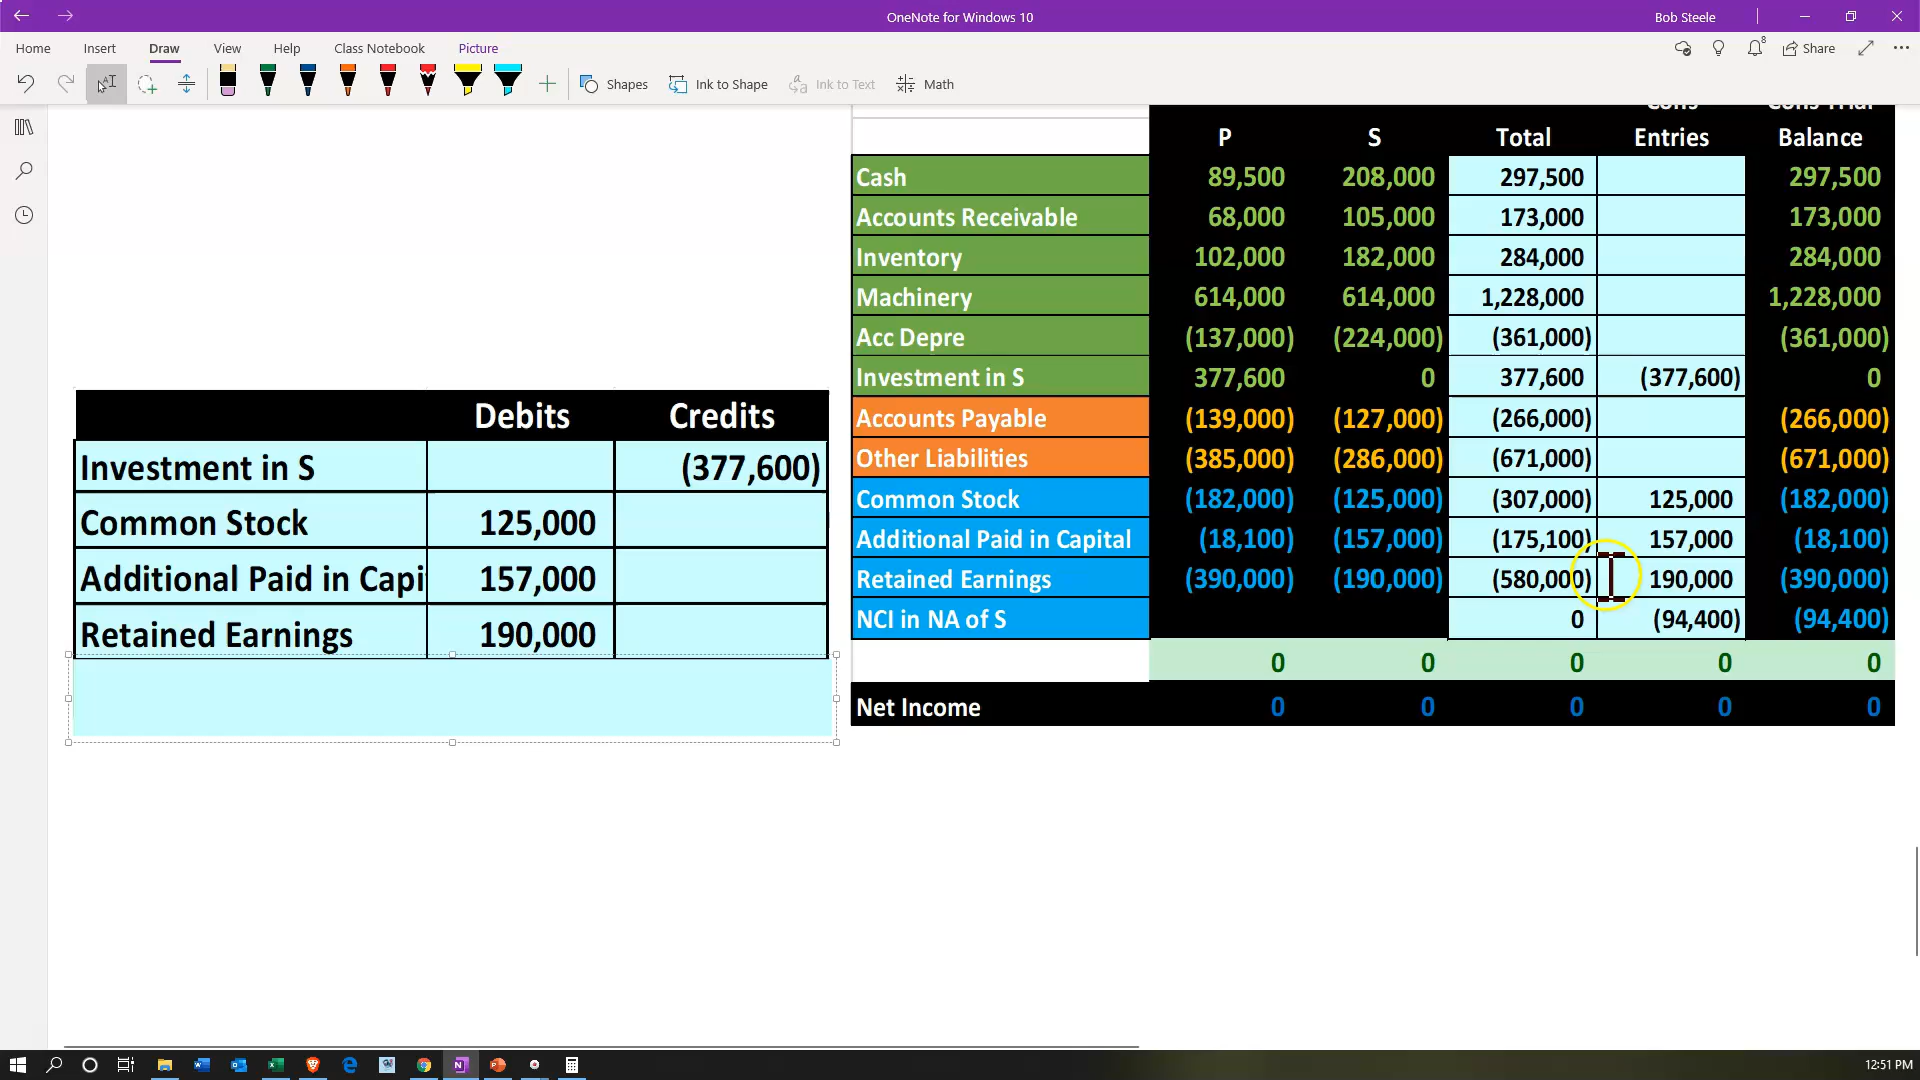 OneNote for Windows 10
Bob Steele
Home Insert Draw View Help Class Notebook Picture
8
Share
Shapes Ink to Shape Ink to Text Math
Debits Credits
Investment in S (377,600)
Common Stock 125,000
Additional Paid in Capi 157,000
Retained Earnings 190,000
Cons Cons Trial
P S Total Entries Balance
Cash 89,500 208,000 297,500 297,500
Accounts Receivable 68,000 105,000 173,000 173,000
Inventory 102,000 182,000 284,000 284,000
Machinery 614,000 614,000 1,228,000 1,228,000
Acc Depre (137,000) (224,000) (361,000) (361,000)
Investment in S 377,600 0 377,600 (377,600) 0
Accounts Payable (139,000) (127,000) (266,000) (266,000)
Other Liabilities (385,000) (286,000) (671,000) (671,000)
Common Stock (182,000) (125,000) (307,000) 125,000 (182,000)
Additional Paid in Capital (18,100) (157,000) (175,100) 157,000 (18,100)
Retained Earnings (390,000) (190,000) (580,000) 190,000 (390,000)
NCI in NA of S 0 (94,400) (94,400)
0 0 0 0 0
Net Income 0 0 0 0 0
12:51 PM